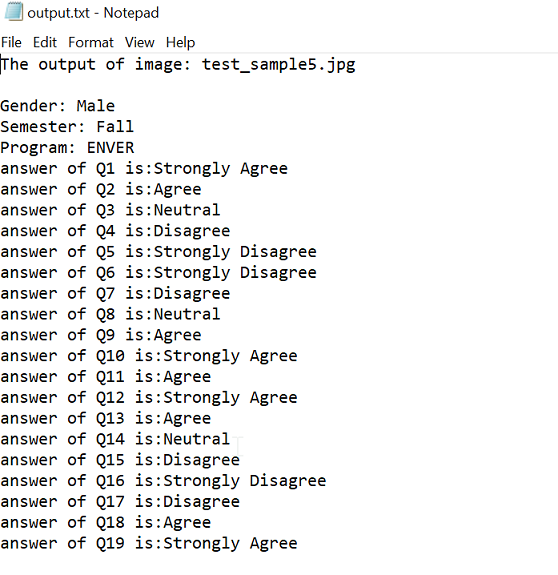 output.txt - Notepad
File Edit Format View Help
The output of image: test_sample5.jpg
Gender: Male
Semester: Fall
Program: ENVER
answer of Q1 is:Strongly Agree
answer of Q2 is:Agree
answer of Q3 is:Neutral
answer of Q4 is:Disagree
answer of Q5 is:Strongly Disagree
answer of Q6 is:Strongly Disagree
answer of Q7 is:Disagree
answer of Q8 is:Neutral
answer of Q9 is:Agree
answer of Q10 is:Strongly Agree
answer of Q11 is:Agree
answer of Q12 is:Strongly Agree
answer of Q13 is:Agree
answer of Q14 is:Neutral
answer of Q15 is:Disagree
answer of Q16 is:Strongly Disagree
answer of Q17 is:Disagree
answer of Q18 is:Agree
answer of Q19 is:Strongly Agree